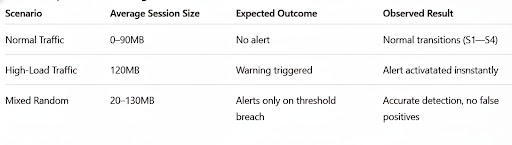 Scenario Average Session Size Expected Outcome Observed Result
Normal Traffic 0–90MB No alert Normal transitions (S1—S4)
High-Load Traffic 120MB Warning triggered Alert activatated insnstantly
Mixed Random 20–130MB Alerts only on threshold Accurate detection, no false
breach positives